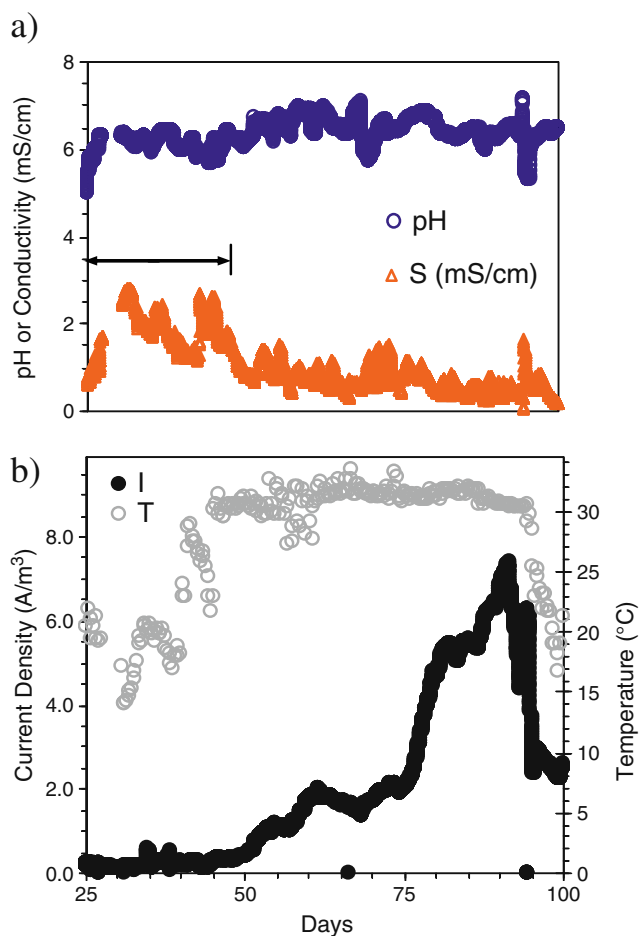 a)
pH or Conductivity (mS/cm)
8
6
4
2
0
pH
S (mS/cm)
b)
I
T
Current Density (A/m³)
8.0
6.0
4.0
2.0
0.0
Temperature (°C)
30
25
20
15
10
5
0
25
50
75
100
Days